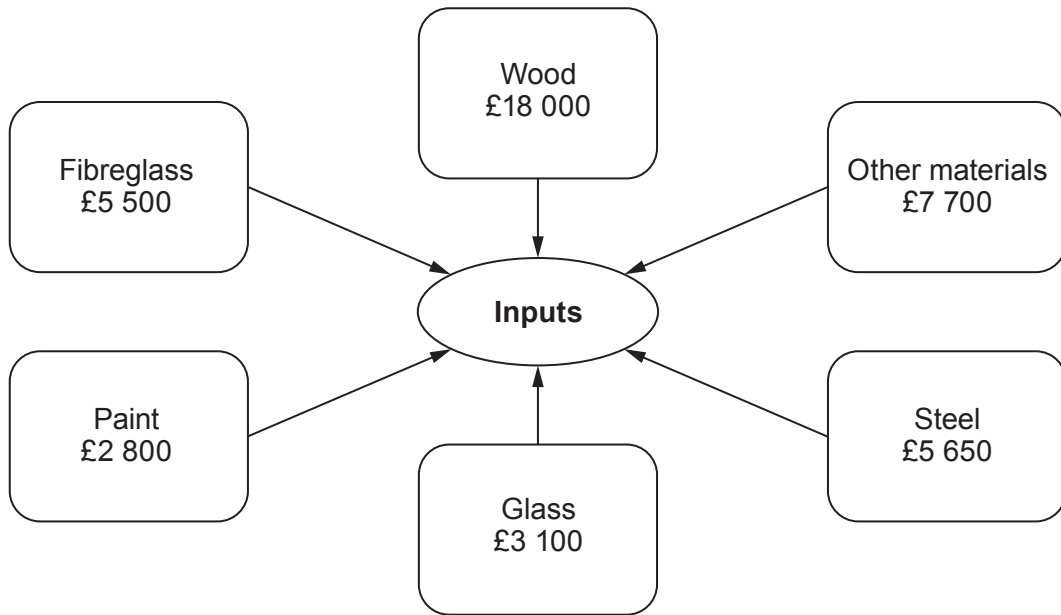 Wood
£18 000
Fibreglass
£5 500
Other materials
£7 700
Inputs
Paint
£2 800
Glass
£3 100
Steel
£5 650